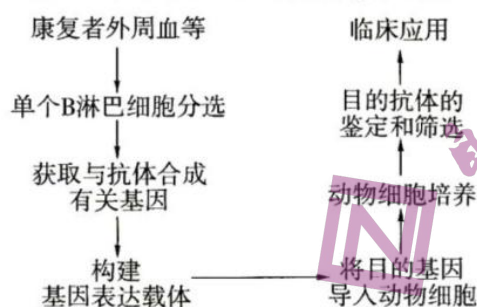 康复者外周血等
单个B淋巴细胞分选
获取与抗体合成
有关基因
构建
基因表达载体
将目的基因
导入动物细胞
动物细胞培养
目的抗体的
鉴定和筛选
临床应用